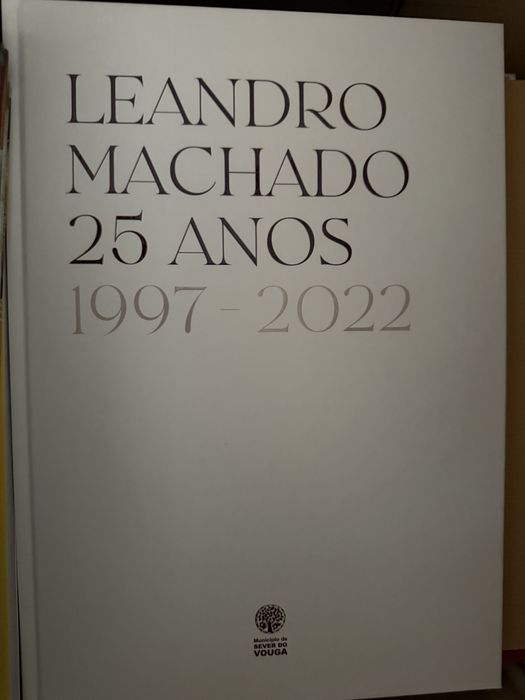 LEANDRO
MACHADO
25 ANOS
1997 - 2022
Município de
SEVER DO
VOUGA